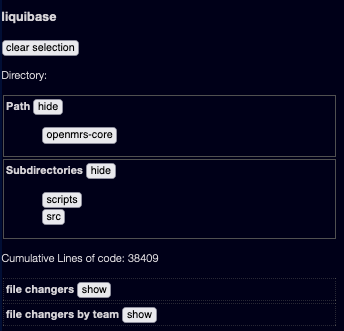 liquibase
clear selection
Directory:
Path hide
openmrs-core
Subdirectories hide
scripts
src
Cumulative Lines of code: 38409
file changers show
file changers by team show